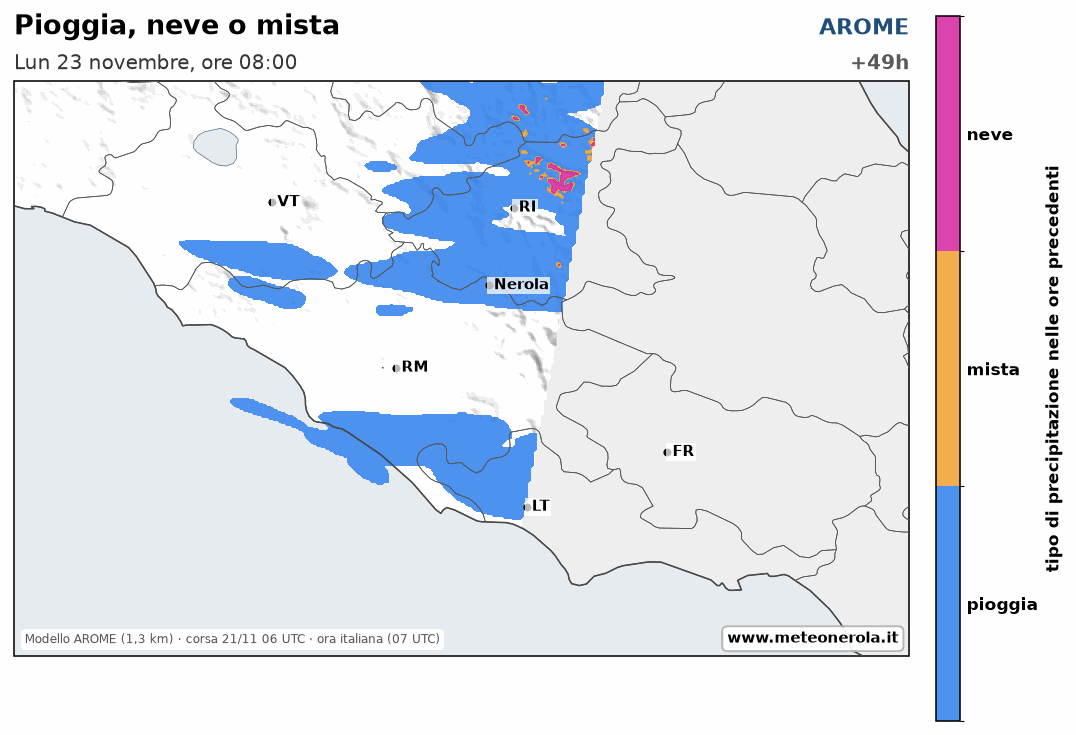 Pioggia, neve o mista
AROME
Lun 23 novembre, ore 08:00
+49h
neve
VT
RI
Nerola
mista
RM
FR
LT
pioggia
tipo di precipitazione nelle ore precedenti
Modello AROME (1,3 km) · corsa 21/11 06 UTC · ora italiana (07 UTC)
www.meteonerola.it